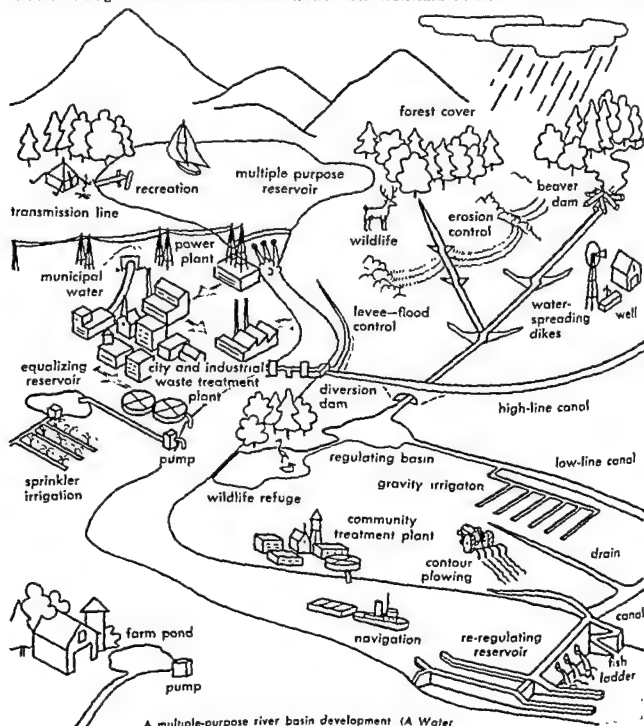 forest cover
recreation
multiple purpose
reservoir
beaver
dam
transmission line
erosion
control
wildlife
power
plant
municipal
water
levee—flood
control
water-
spreading
dikes
well
equalizing
reservoir
city and industrial
waste treatment
plant
diversion
dam
high-line canal
pump
regulating basin
low-line canal
sprinkler
irrigation
wildlife refuge
gravity irrigaton
community
treatment plant
drain
contour
plowing
canal
navigation
re-regulating
reservoir
fish
ladder
farm pond
pump
A multiple-purpose river basin development (A Water